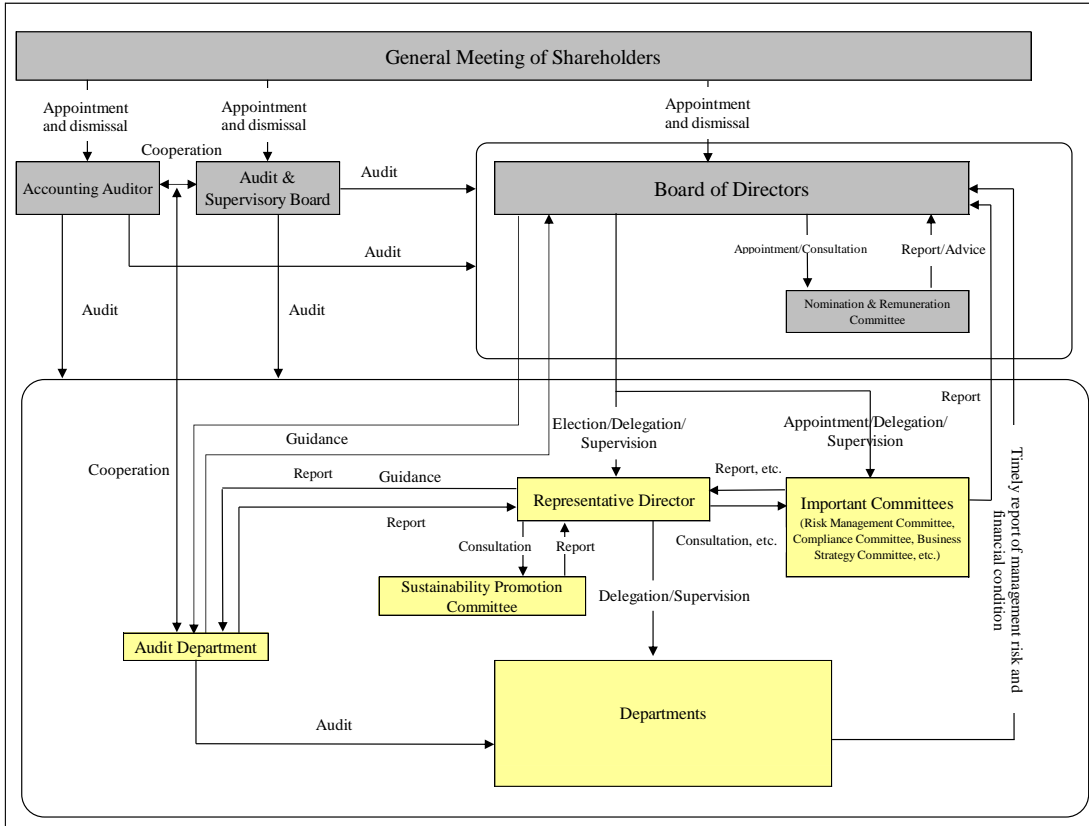 General Meeting of Shareholders
Appointment
and dismissal
Appointment
and dismissal
Appointment
and dismissal
Cooperation
Accounting Auditor
Audit &
Supervisory Board
Audit
Board of Directors
Audit
Appointment/Consultation
Report/Advice
Nomination & Remuneration
Committee
Audit
Audit
Report
Election/Delegation/
Supervision
Appointment/Delegation/
Supervision
Guidance
Cooperation
Report
Guidance
Report, etc.
Representative Director
Important Committees
(Risk Management Committee,
Compliance Committee, Business
Strategy Committee, etc.)
Report
Consultation
Report
Consultation, etc.
Sustainability Promotion
Committee
Delegation/Supervision
Timely report of management risk and
financial condition
Audit Department
Departments
Audit